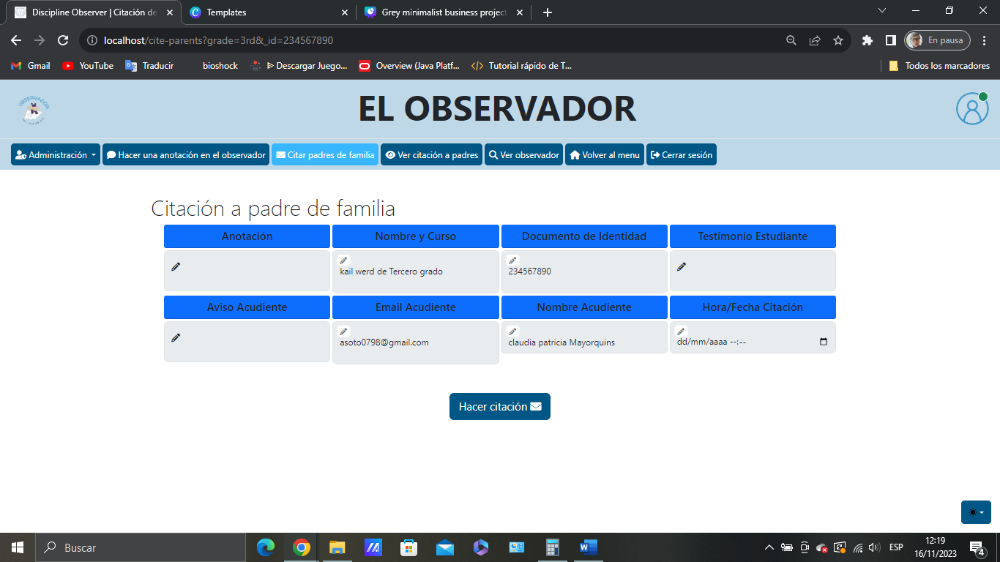 Discipline Observer | Citación de
Templates
Grey minimalist business project
localhost/cite-parents?grade=3rd&_id=234567890
En pausa
Gmail
YouTube
Traducir
bioshock
Descargar Juego...
Overview (Java Platf...
Tutorial rápido de T...
Todos los marcadores
OBSERVADOR
EL OBSERVADOR
Administración
Hacer una anotación en el observador
Citar padres de familia
Ver citación a padres
Ver observador
Volver al menu
Cerrar sesión
Citación a padre de familia
Anotación
Nombre y Curso
Documento de Identidad
Testimonio Estudiante
kail werd de Tercero grado
234567890
Aviso Acudiente
Email Acudiente
Nombre Acudiente
Hora/Fecha Citación
asoto0798@gmail.com
claudia patricia Mayorquins
dd/mm/aaaa --:--
Hacer citación
Buscar
ESP
12:19
16/11/2023
4